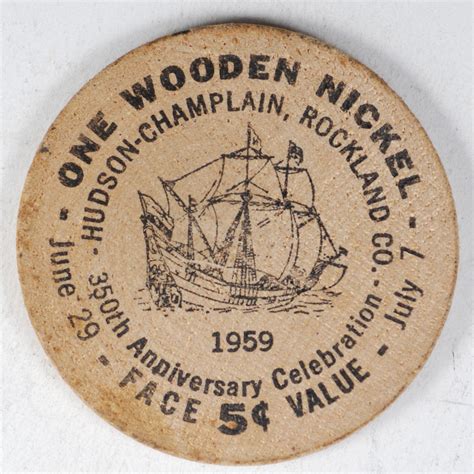 - ONE WOODEN NICKEL -
- HUDSON-CHAMPLAIN, ROCKLAND CO. -
1959
350th Anniversary Celebration
June 29 - FACE 5¢ VALUE - July 7